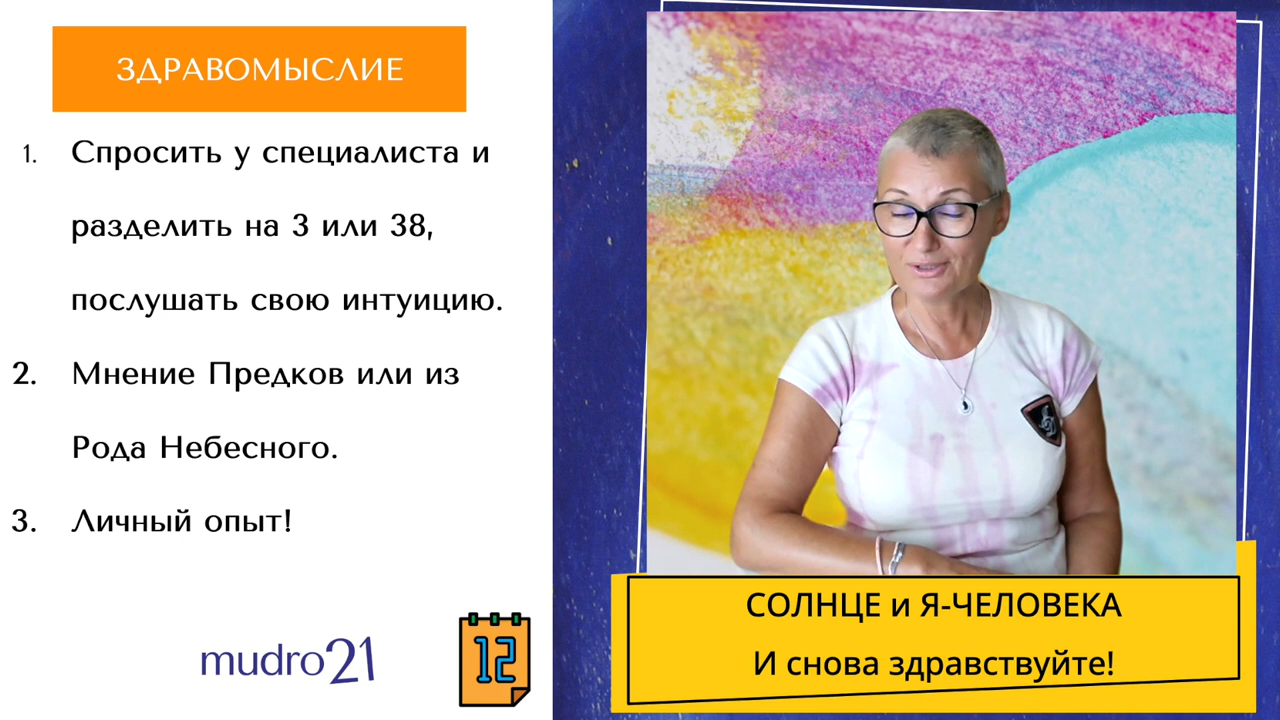 ЗДРАВОМЫСЛИЕ
1. Спросить у специалиста и
разделить на 3 или 38,
послушать свою интуицию.
2. Мнение Предков или из
Рода Небесного.
3. Личный опыт!
mudro21
12
СОЛНЦЕ и Я-ЧЕЛОВЕКА
И снова здравствуйте!